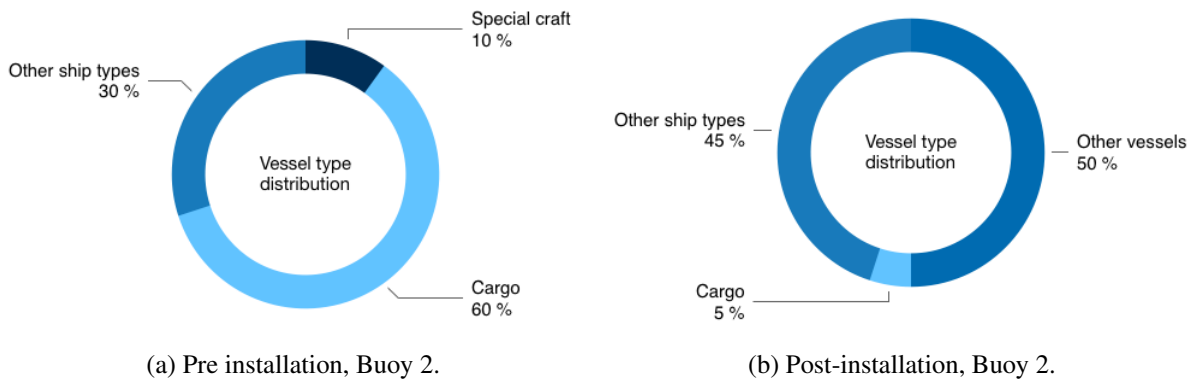 Special craft
10 %
Other ship types
30 %
Vessel type
distribution
Cargo
60 %
(a) Pre installation, Buoy 2.
Other ship types
45 %
Vessel type
distribution
Other vessels
50 %
Cargo
5 %
(b) Post-installation, Buoy 2.